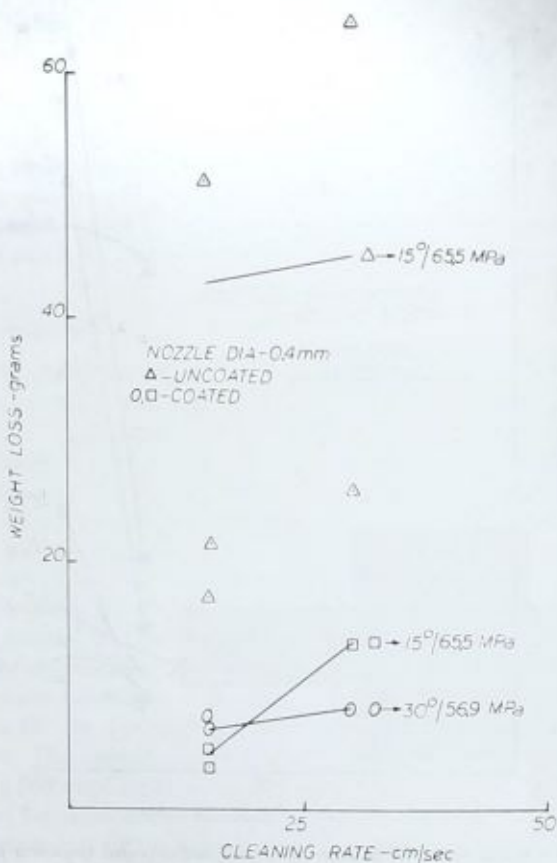 60
△→15°/65,5 MPa
40
NOZZLE DIA-0,4mm
△-UNCOATED
O,□-COATED
WEIGHT LOSS-grams
20
□→15°/65,5 MPa
O→30°/56,9 MPa
25
50
CLEANING RATE-cm/sec